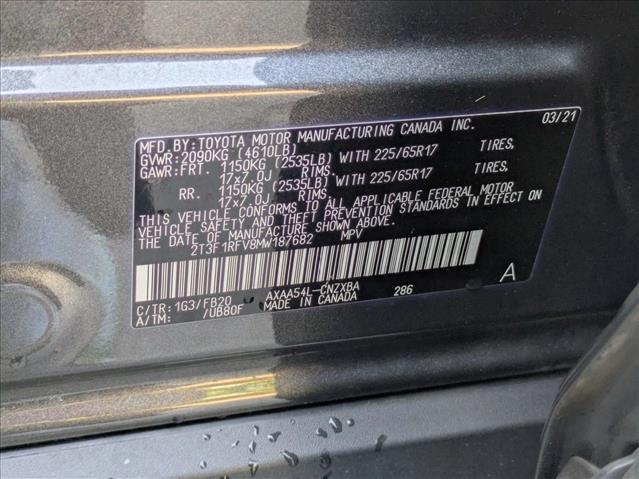 MFD.BY: TOYOTA MOTOR MANUFACTURING CANADA INC. 03/21
GVWR: 2090KG (4610LB)
GAWR: FRT. 1150KG (2535LB) WITH 225/65R17 TIRES,
17x7.0J RIMS.
RR. 1150KG (2535LB) WITH 225/65R17 TIRES,
17x7.0J RIMS.
THIS VEHICLE CONFORMS TO ALL APPLICABLE FEDERAL MOTOR
VEHICLE SAFETY AND THEFT PREVENTION STANDARDS IN EFFECT ON
THE DATE OF MANUFACTURE SHOWN ABOVE.
2T3F1RFV8MW187682 MPV
A
C/TR: 1G3/FB20 AXAA54L-CNZXBA 286
A/TM: /UB80F MADE IN CANADA